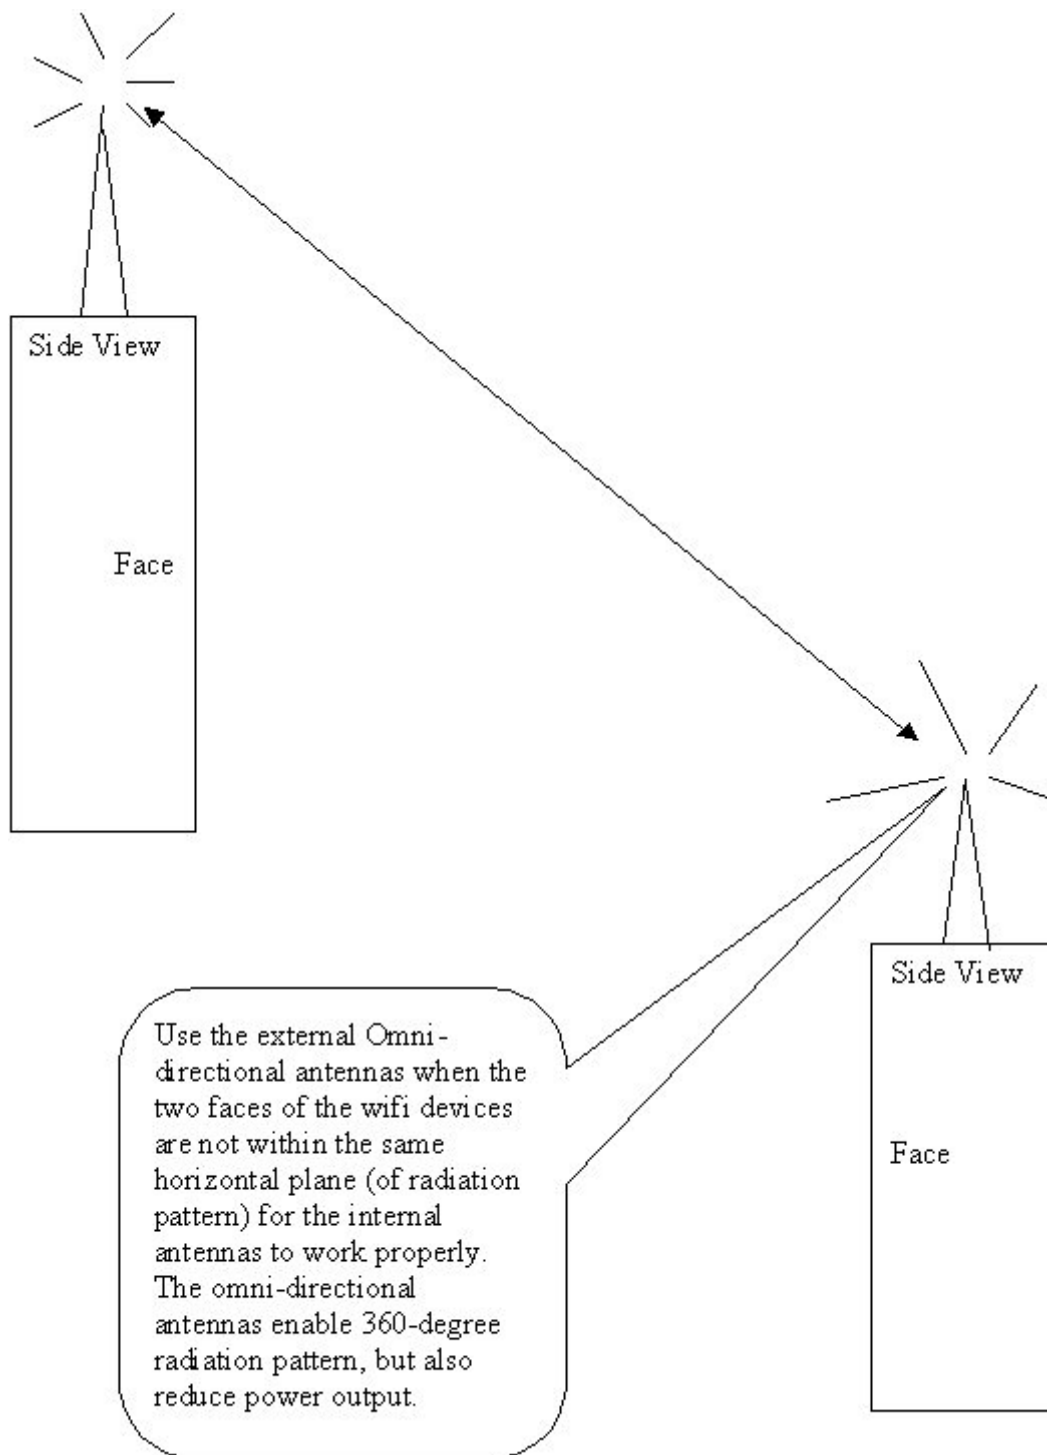 Side View
Face
Side View
Face
Use the external Omni-
directional antennas when the
two faces of the wifi devices
are not within the same
horizontal plane (of radiation
pattern) for the internal
antennas to work properly.
The omni-directional
antennas enable 360-degree
radiation pattern, but also
reduce power output.